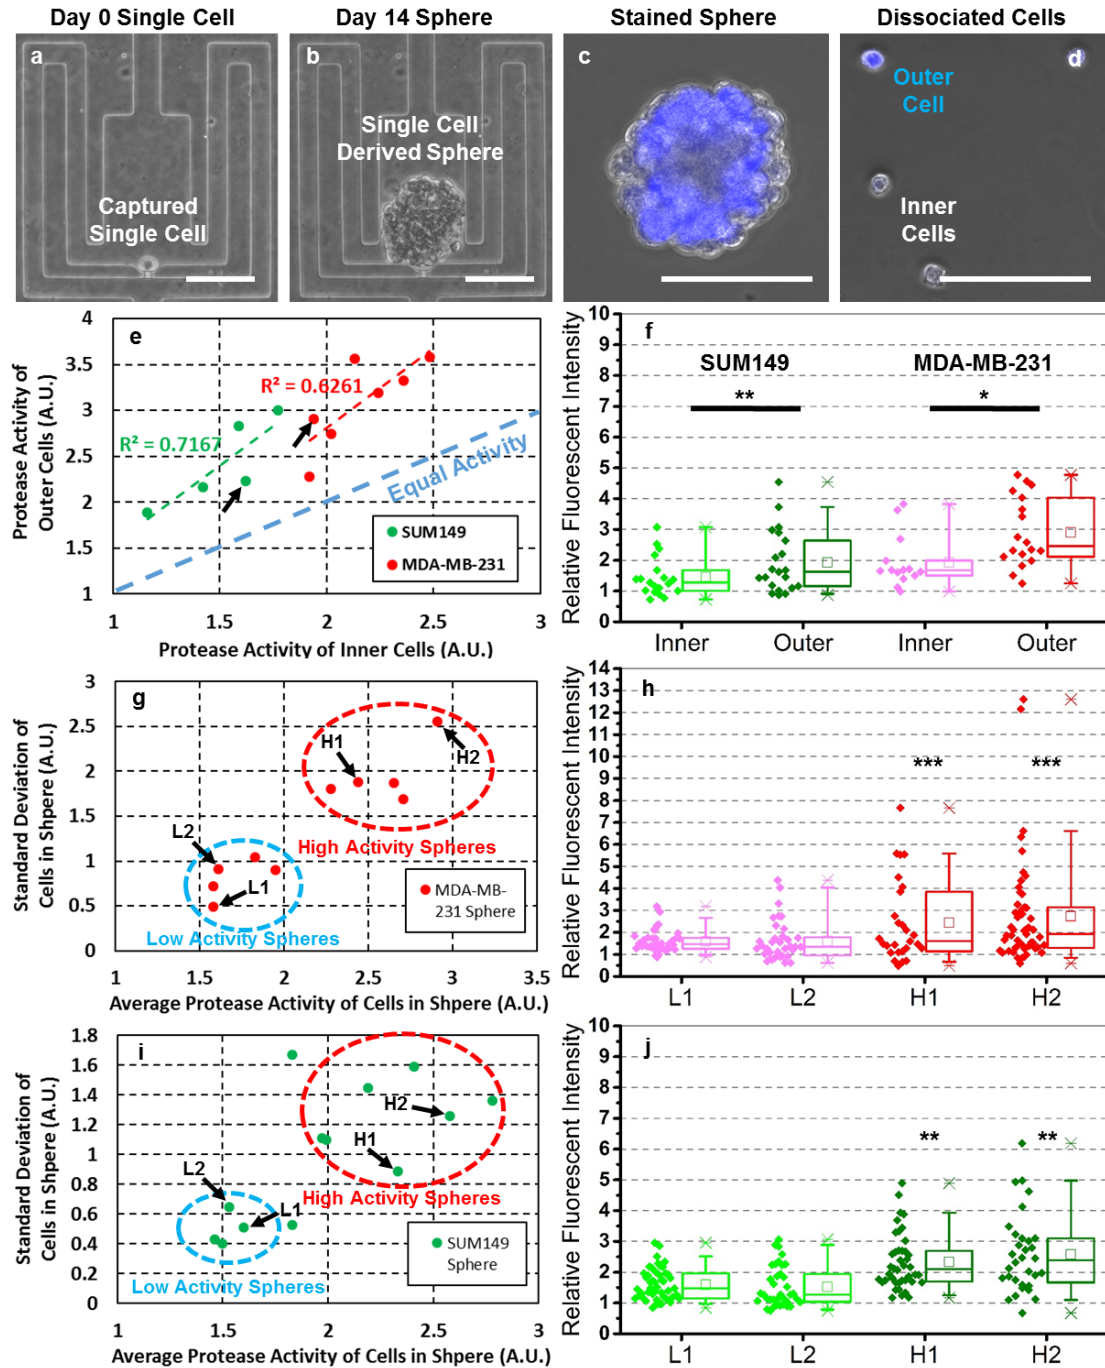 Day 0 Single Cell
Day 14 Sphere
Stained Sphere
Dissociated Cells
a
Captured
Single Cell
b
Single Cell
Derived Sphere
c
d
Outer
Cell
Inner
Cells
e
Protease Activity of
Outer Cells (A.U.)
4
3.5
3
2.5
2
1.5
1
R² = 0.7167
R² = 0.6261
Equal Activity
SUM149
MDA-MB-231
1
1.5
2
2.5
3
Protease Activity of Inner Cells (A.U.)
f
Relative Fluorescent Intensity
10
9
8
7
6
5
4
3
2
1
0
SUM149
MDA-MB-231
**
*
Inner
Outer
Inner
Outer
g
Standard Deviation of
Cells in Shpere (A.U.)
3
2.5
2
1.5
1
0.5
0
H1
H2
L2
L1
High Activity Spheres
Low Activity Spheres
MDA-MB-
231 Sphere
0
1
1.5
2
2.5
3
3.5
Average Protease Activity of Cells in Shpere (A.U.)
h
Relative Fluorescent Intensity
14
13
12
11
10
9
8
7
6
5
4
3
2
1
0
***
***
L1
L2
H1
H2
i
Standard Deviation of
Cells in Shpere (A.U.)
1.8
1.6
1.4
1.2
1
0.8
0.6
0.4
0.2
0
H2
H1
L2
L1
High Activity Spheres
Low Activity Spheres
SUM149
Sphere
1
1.5
2
2.5
3
Average Protease Activity of Cells in Shpere (A.U.)
j
Relative Fluorescent Intensity
10
9
8
7
6
5
4
3
2
1
0
**
**
L1
L2
H1
H2